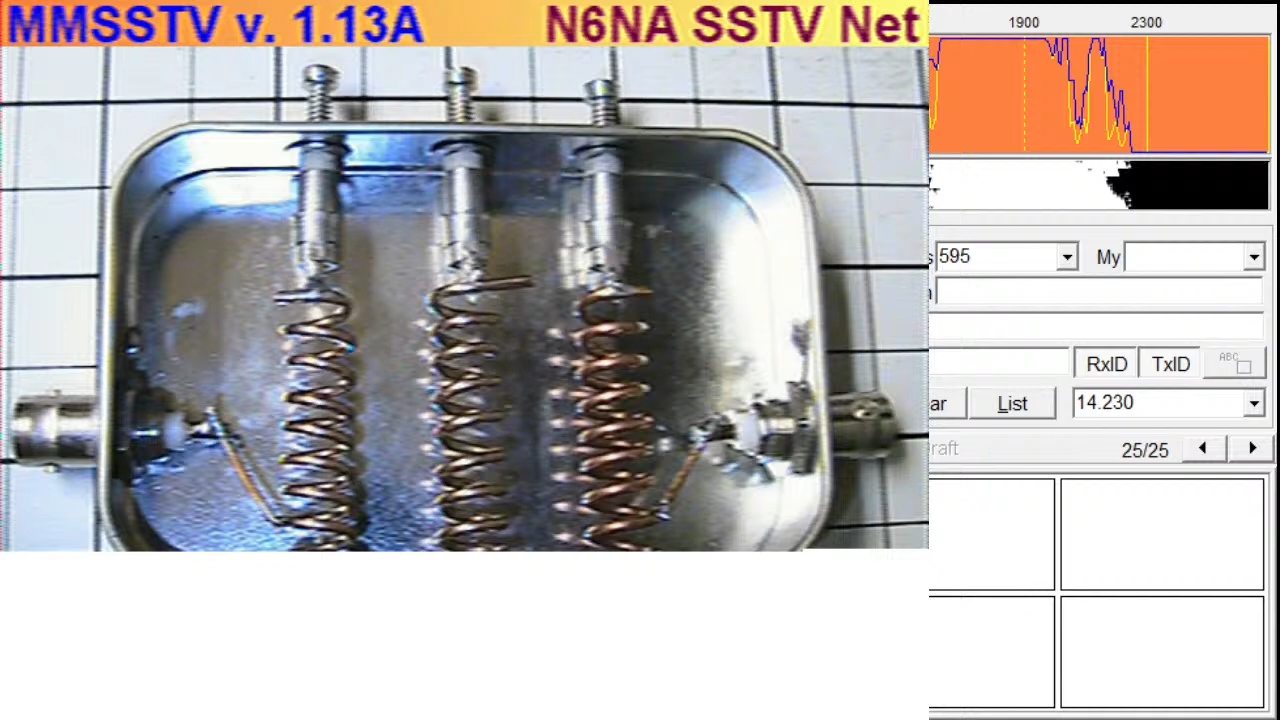 MMSSTV v. 1.13A N6NA SSTV Net
1900 2300
s 595 My
RxID TxID ABC
ar List 14.230
raft 25/25